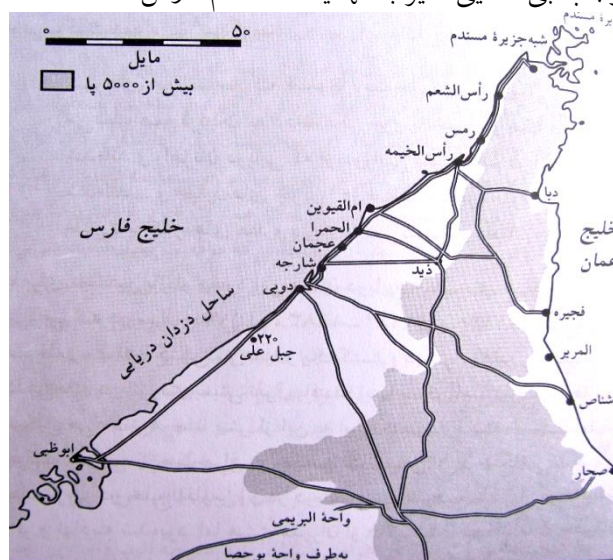 ۰
۵۰
مایل
بیش از ۵۰۰۰ پا
شبه جزیرهٔ مسندم
رأس الشعم
رمس
رأس الخیمه
دبا
ام القیوین
الحمرا
عجمان
شارجه
دوبی
ذید
خلیج فارس
خلیج
عمان
فجیره
المریر
شناص
صحار
ساحل دزدان دریایی
۲۲۰
جبل علی
ابوظبی
واحهٔ البریمی
به‌طرف واحهٔ بوحصا